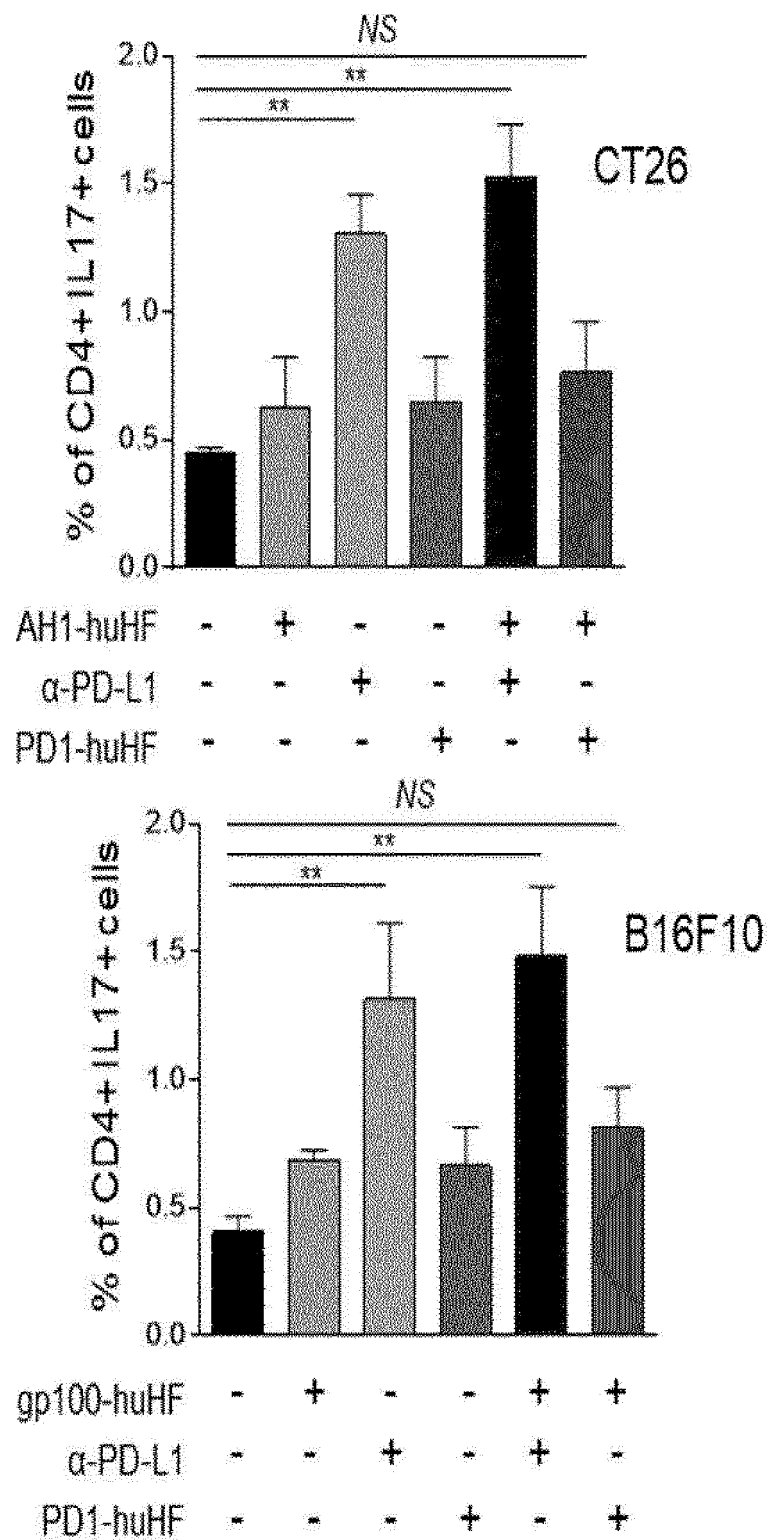 NS
2.0
**
**
CT26
1.5
1.0
0.5
0.0
% of CD4+IL17+cells
AH1-huHF - + - - + +
α-PD-L1 - - + - + -
PD1-huHF - - - + - +
NS
2.0
**
**
B16F10
1.5
1.0
0.5
0.0
% of CD4+IL17+cells
gp100-huHF - + - - + +
α-PD-L1 - - + - + -
PD1-huHF - - - + - +